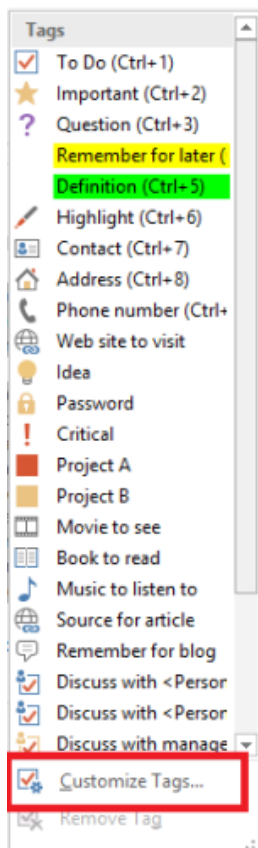 Tags
To Do (Ctrl+1)
Important (Ctrl+2)
Question (Ctrl+3)
Remember for later (
Definition (Ctrl+5)
Highlight (Ctrl+6)
Contact (Ctrl+7)
Address (Ctrl+8)
Phone number (Ctrl+
Web site to visit
Idea
Password
Critical
Project A
Project B
Movie to see
Book to read
Music to listen to
Source for article
Remember for blog
Discuss with <Person
Discuss with <Person
Discuss with manage
Customize Tags...
Remove Tag